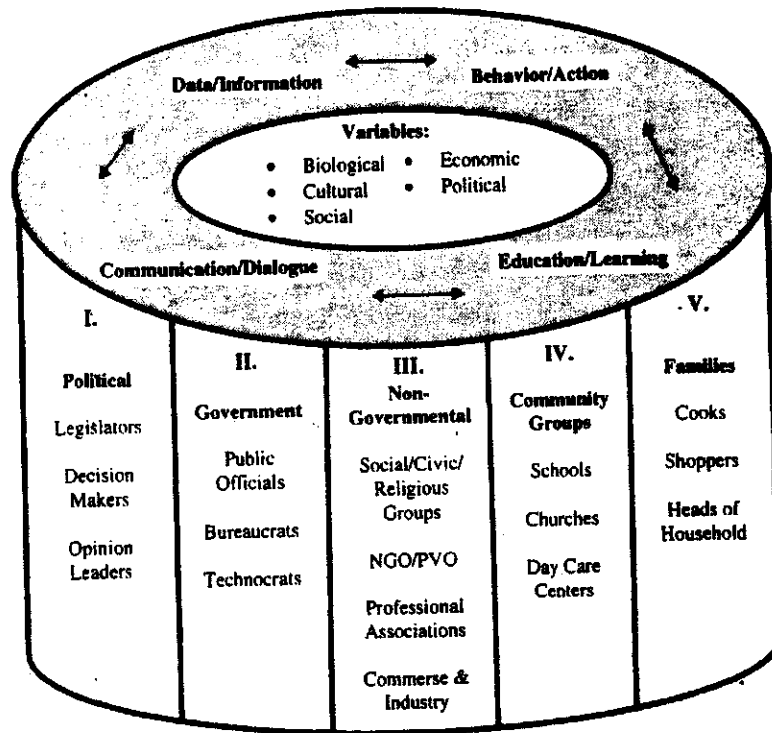 Data/Information
Behavior/Action
Variables:
• Biological
• Cultural
• Social
• Economic
• Political
Communication/Dialogue
Education/Learning
I.
Political
Legislators
Decision
Makers
Opinion
Leaders
II.
Government
Public
Officials
Bureaucrats
Technocrats
III.
Non-
Governmental
Social/Civic/
Religious
Groups
NGO/PVO
Professional
Associations
Commerse &
Industry
IV.
Community
Groups
Schools
Churches
Day Care
Centers
V.
Families
Cooks
Shoppers
Heads of
Household